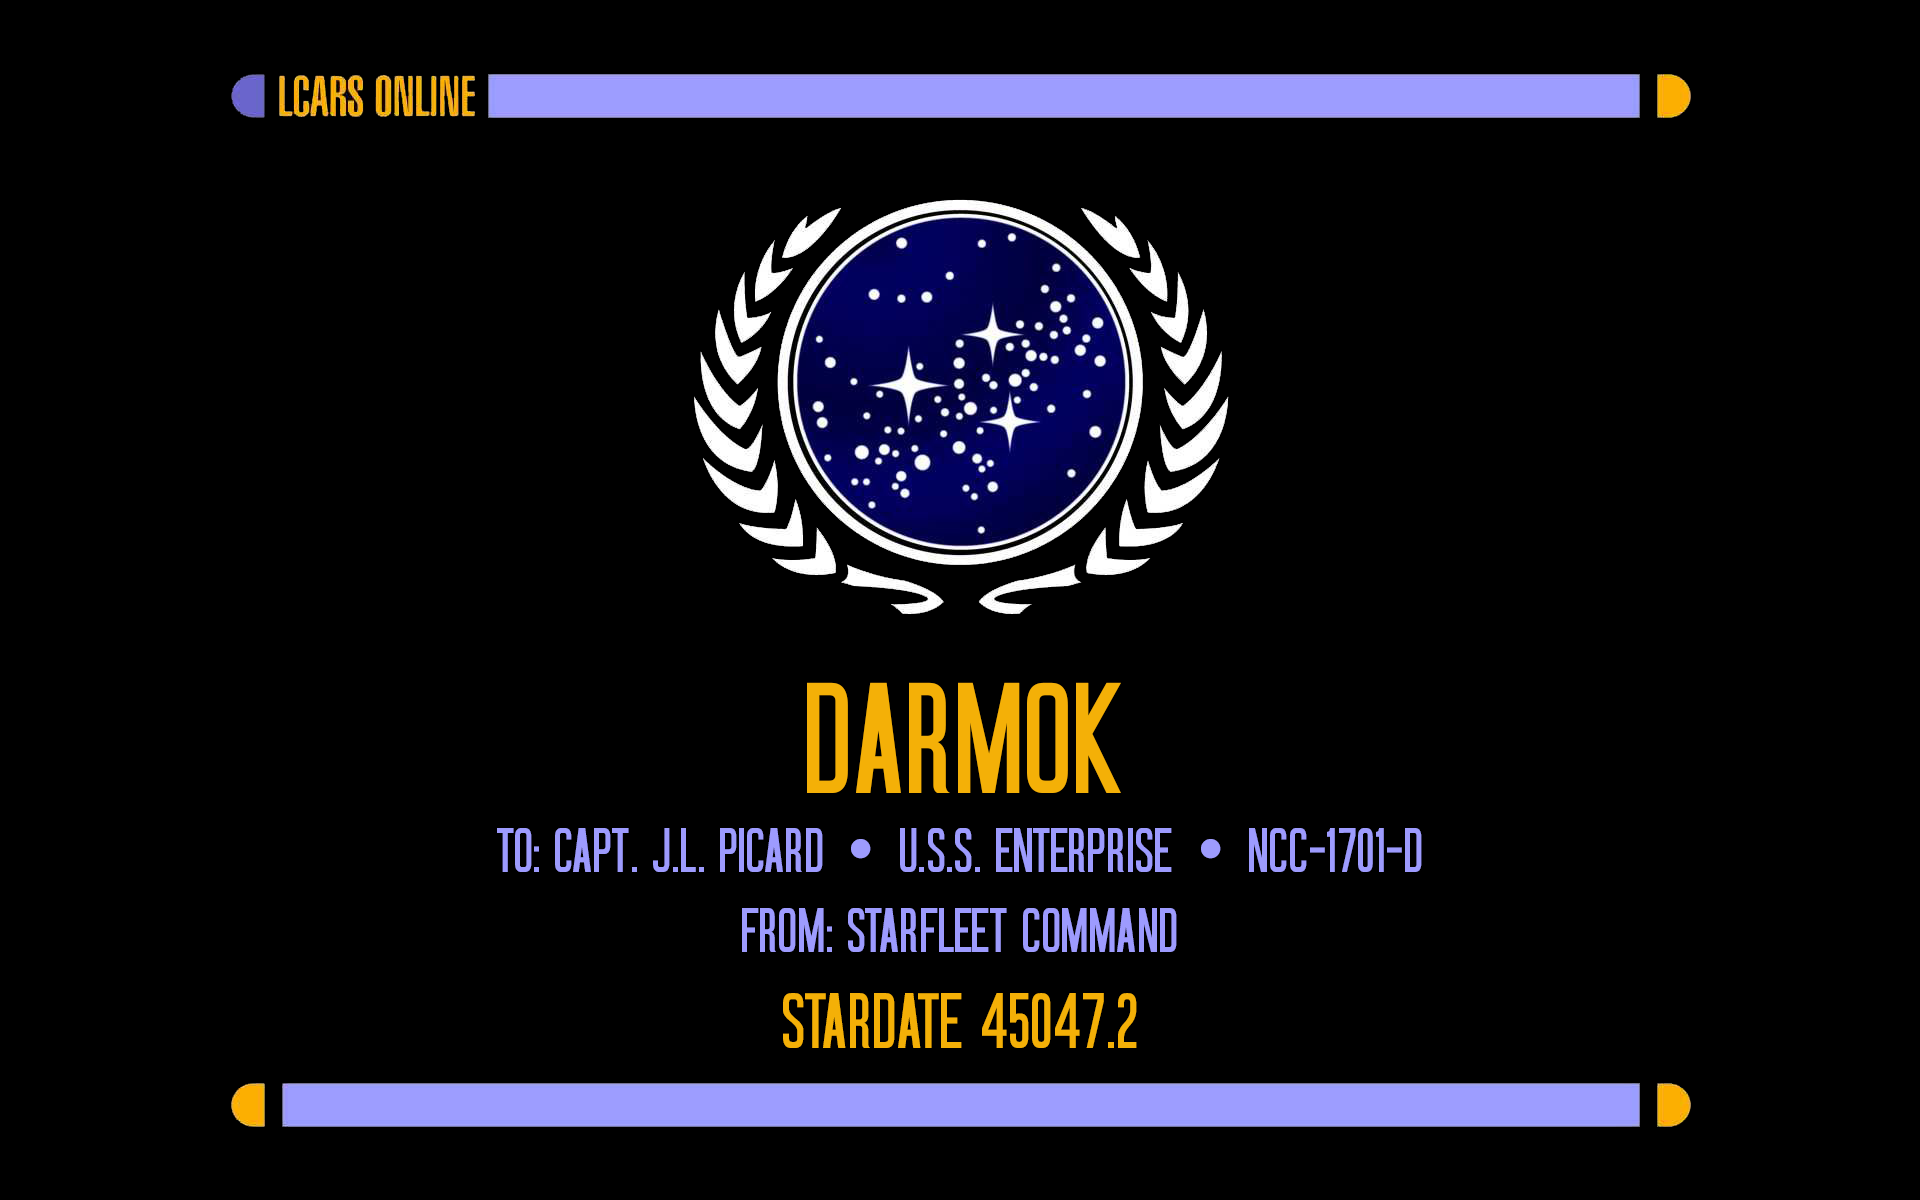 LCARS ONLINE
DARMOK
TO: CAPT. J.L. PICARD • U.S.S. ENTERPRISE • NCC-1701-D
FROM: STARFLEET COMMAND
STARDATE 45047.2